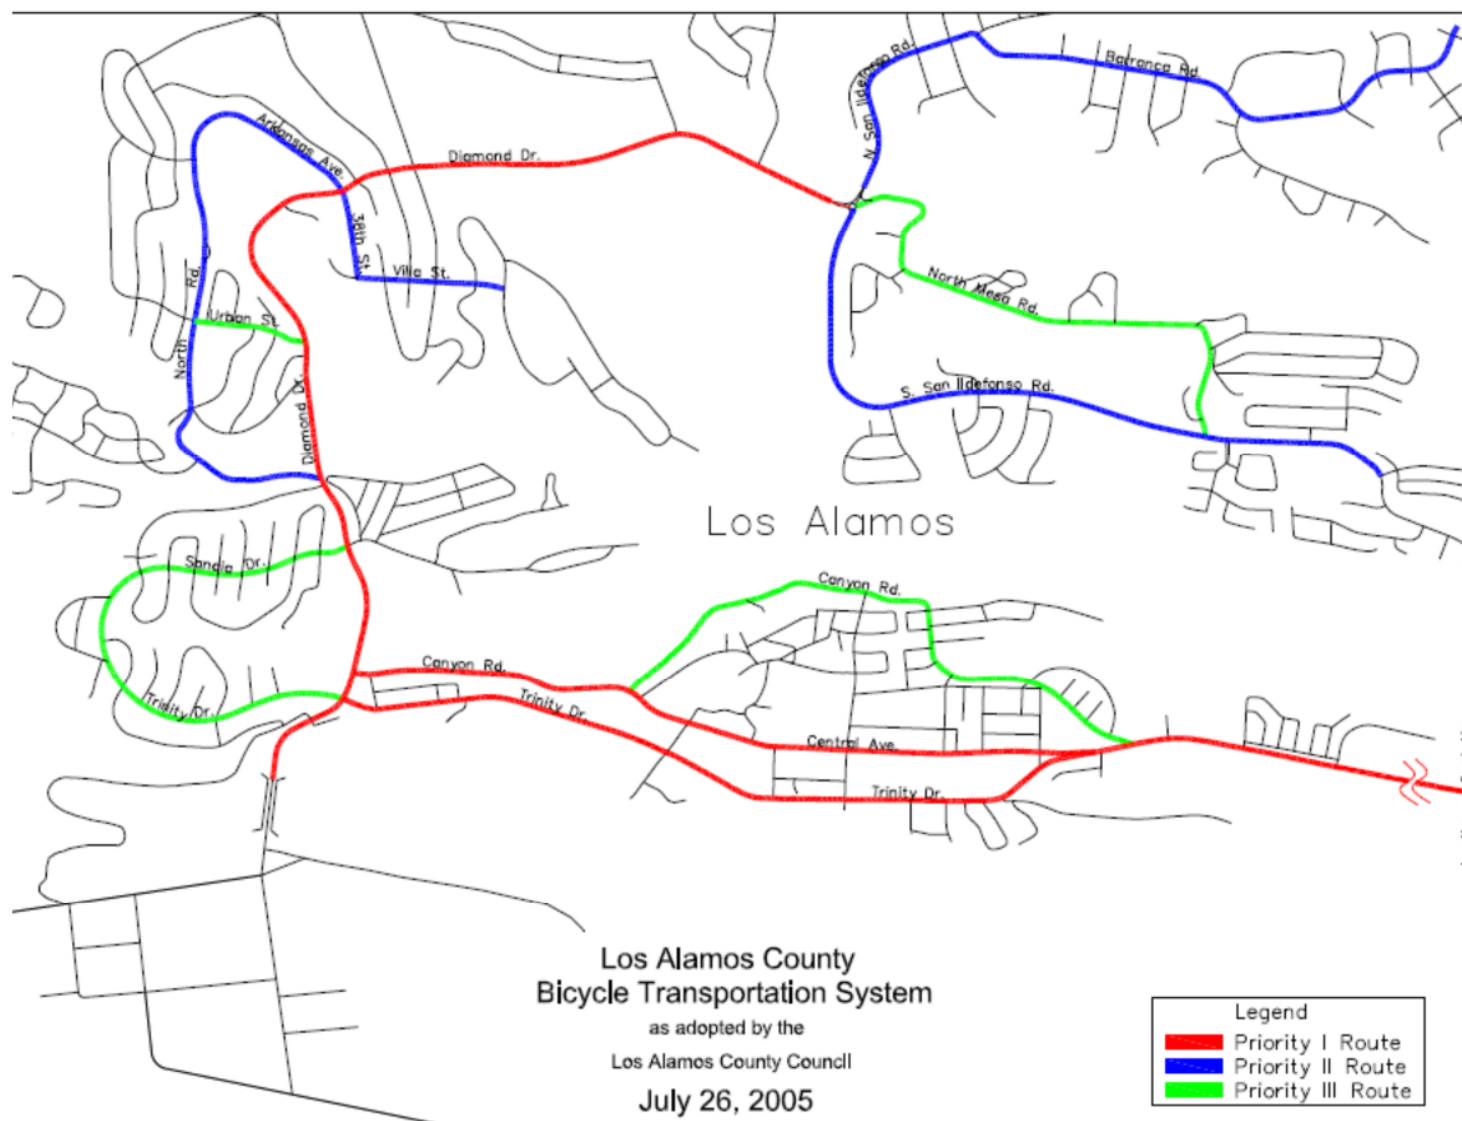 N. San Ildefonso Rd.
Barranca Rd.
Arkansas Ave.
Diamond Dr.
38th St.
Villa St.
North Rd.
Urban St.
North Mesa Rd.
Diamond Dr.
S. San Ildefonso Rd.
Los Alamos
Sandia Dr.
Canyon Rd.
Canyon Rd.
Trinity Dr.
Trinity Dr.
Central Ave.
Trinity Dr.
Los Alamos County
Bicycle Transportation System
as adopted by the
Los Alamos County Council
July 26, 2005
Legend
Priority I Route
Priority II Route
Priority III Route